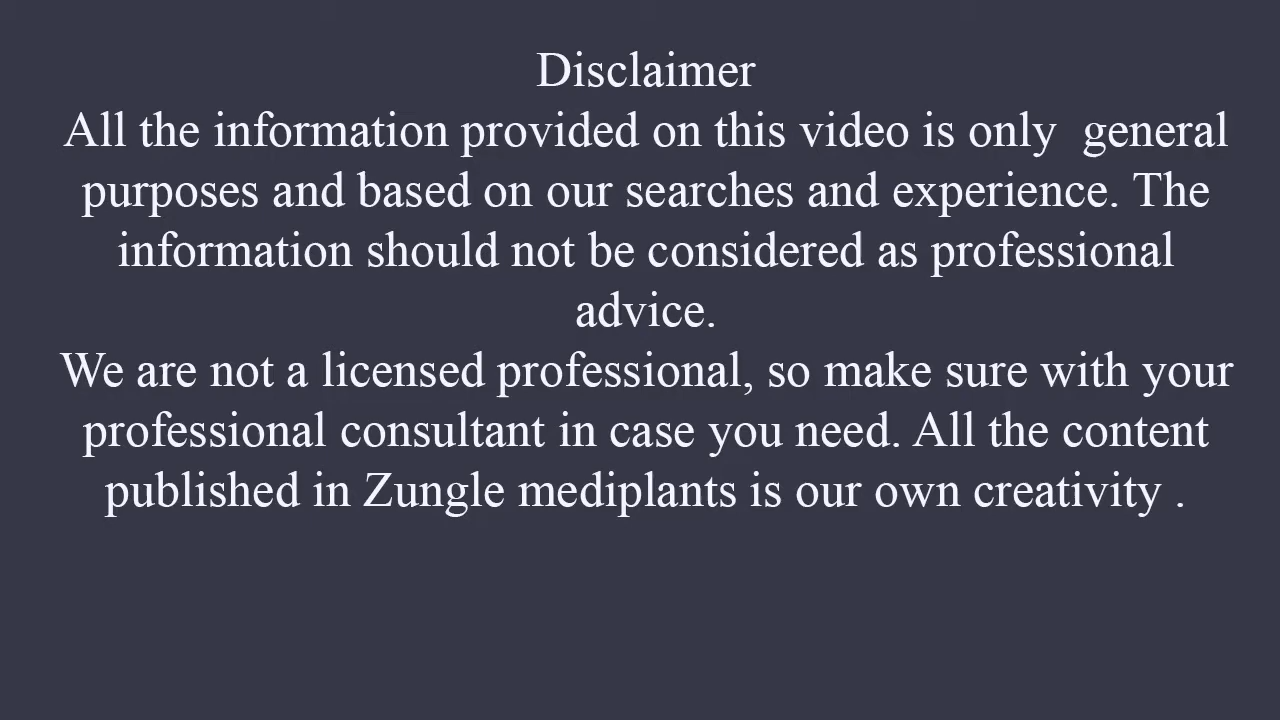 Disclaimer
All the information provided on this video is only  general
purposes and based on our searches and experience. The
information should not be considered as professional
advice.
We are not a licensed professional, so make sure with your
professional consultant in case you need. All the content
published in Zungle mediplants is our own creativity .